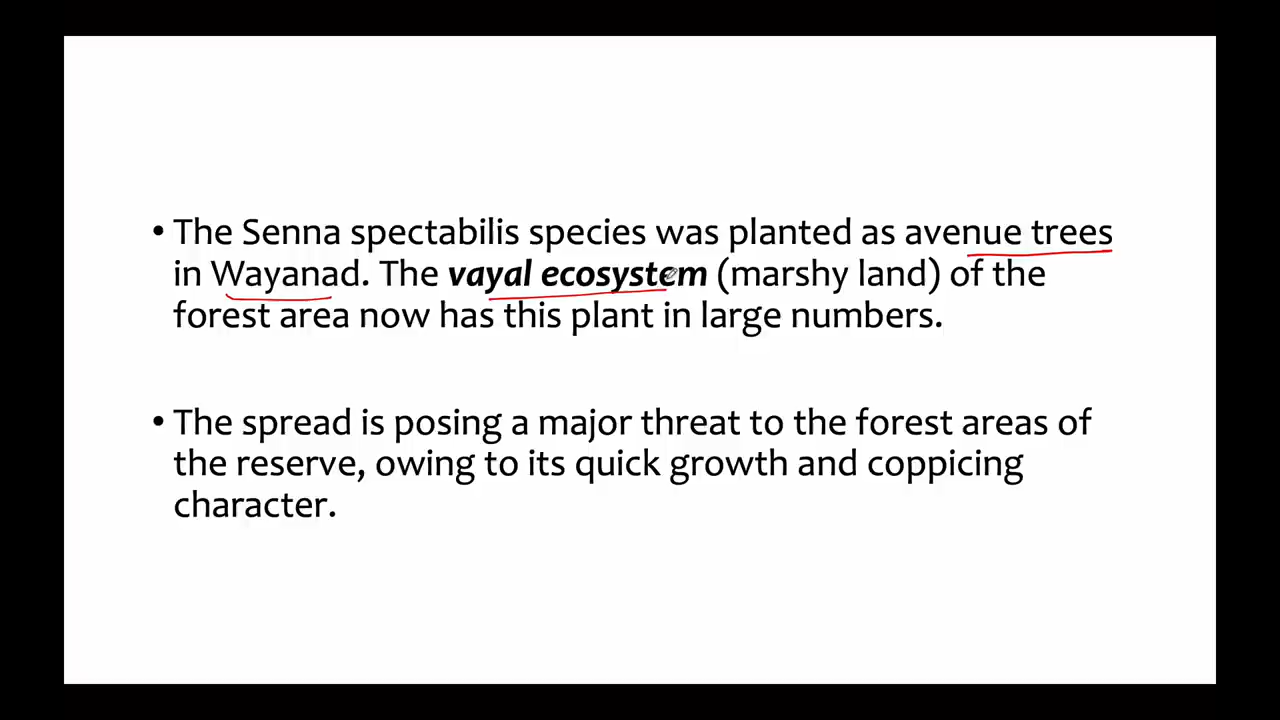 • The Senna spectabilis species was planted as avenue trees
in Wayanad. The vayal ecosystem (marshy land) of the
forest area now has this plant in large numbers.
• The spread is posing a major threat to the forest areas of
the reserve, owing to its quick growth and coppicing
character.